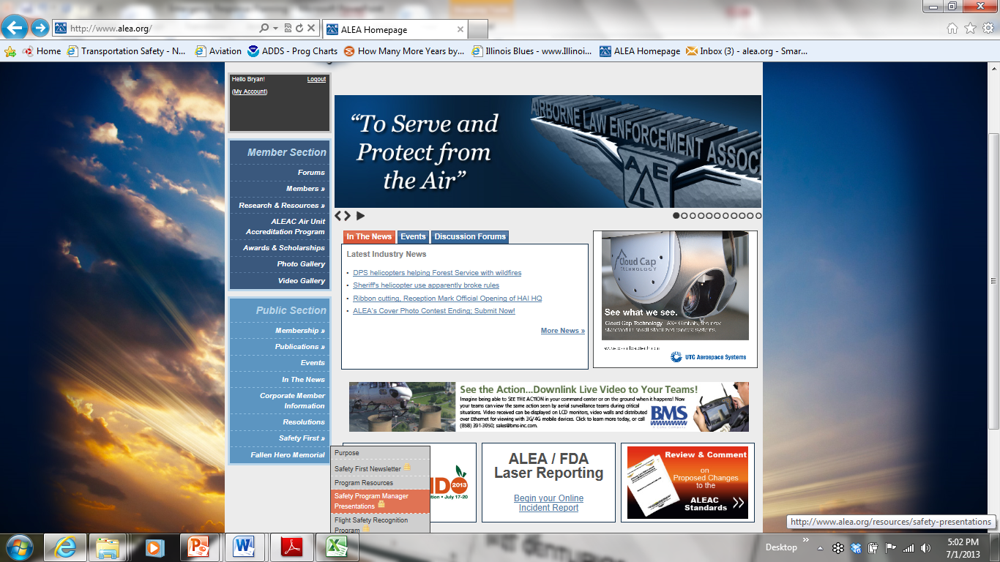 http://www.alea.org/
ALEA Homepage
Home
Transportation Safety - N...
Aviation
ADDS - Prog Charts
How Many More Years by...
Illinois Blues - www.Illinoi...
ALEA Homepage
Inbox (3) - alea.org - Smar...
Hello Bryan!
Logout
(My Account)
Member Section
Forums
Members »
Research & Resources »
ALEAC Air Unit
Accreditation Program
Awards & Scholarships
Photo Gallery
Video Gallery
Public Section
Membership »
Publications »
Events
In The News
Corporate Member
Information
Resolutions
Safety First »
Fallen Hero Memorial
Purpose
Safety First Newsletter
Program Resources
Safety Program Manager
Presentations
Flight Safety Recognition
Program
“To Serve and
Protect from
the Air”
AIRBORNE LAW ENFORCEMENT ASSOC
A E
L
In The News
Events
Discussion Forums
Latest Industry News
• DPS helicopters helping Forest Service with wildfires
• Sheriff's helicopter use apparently broke rules
• Ribbon cutting, Reception Mark Official Opening of HAI HQ
• ALEA's Cover Photo Contest Ending; Submit Now!
More News »
Cloud Cap
TECHNOLOGY
See what we see.
Cloud Cap Technology
standard in small stabilized camera systems.
UTC Aerospace Systems
See the Action...Downlink Live Video to Your Teams!
Imagine being able to SEE THE ACTION in your command center or on the ground when it happens! Now
your teams can view the same action seen by aerial surveillance teams during critical
situations. Video received can be displayed on LCD monitors, video walls and distributed
over Ethernet for viewing with 3G/4G mobile devices. Click to learn more today, or call
(858) 391-3050; sales@bms-inc.com.
BMS
2013
July 17-20
ALEA / FDA
Laser Reporting
Begin your Online
Incident Report
Review & Comment
on
Proposed Changes
to the
ALEAC
Standards
http://www.alea.org/resources/safety-presentations
Desktop
5:02 PM
7/1/2013